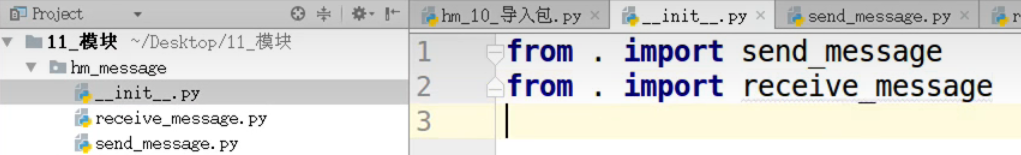 Project
11_模块 ~/Desktop/11_模块
hm_message
__init__.py
receive_message.py
send_message.py
hm_10_导入包.py
__init__.py
send_message.py
r
1 from . import send_message
2 from . import receive_message
3